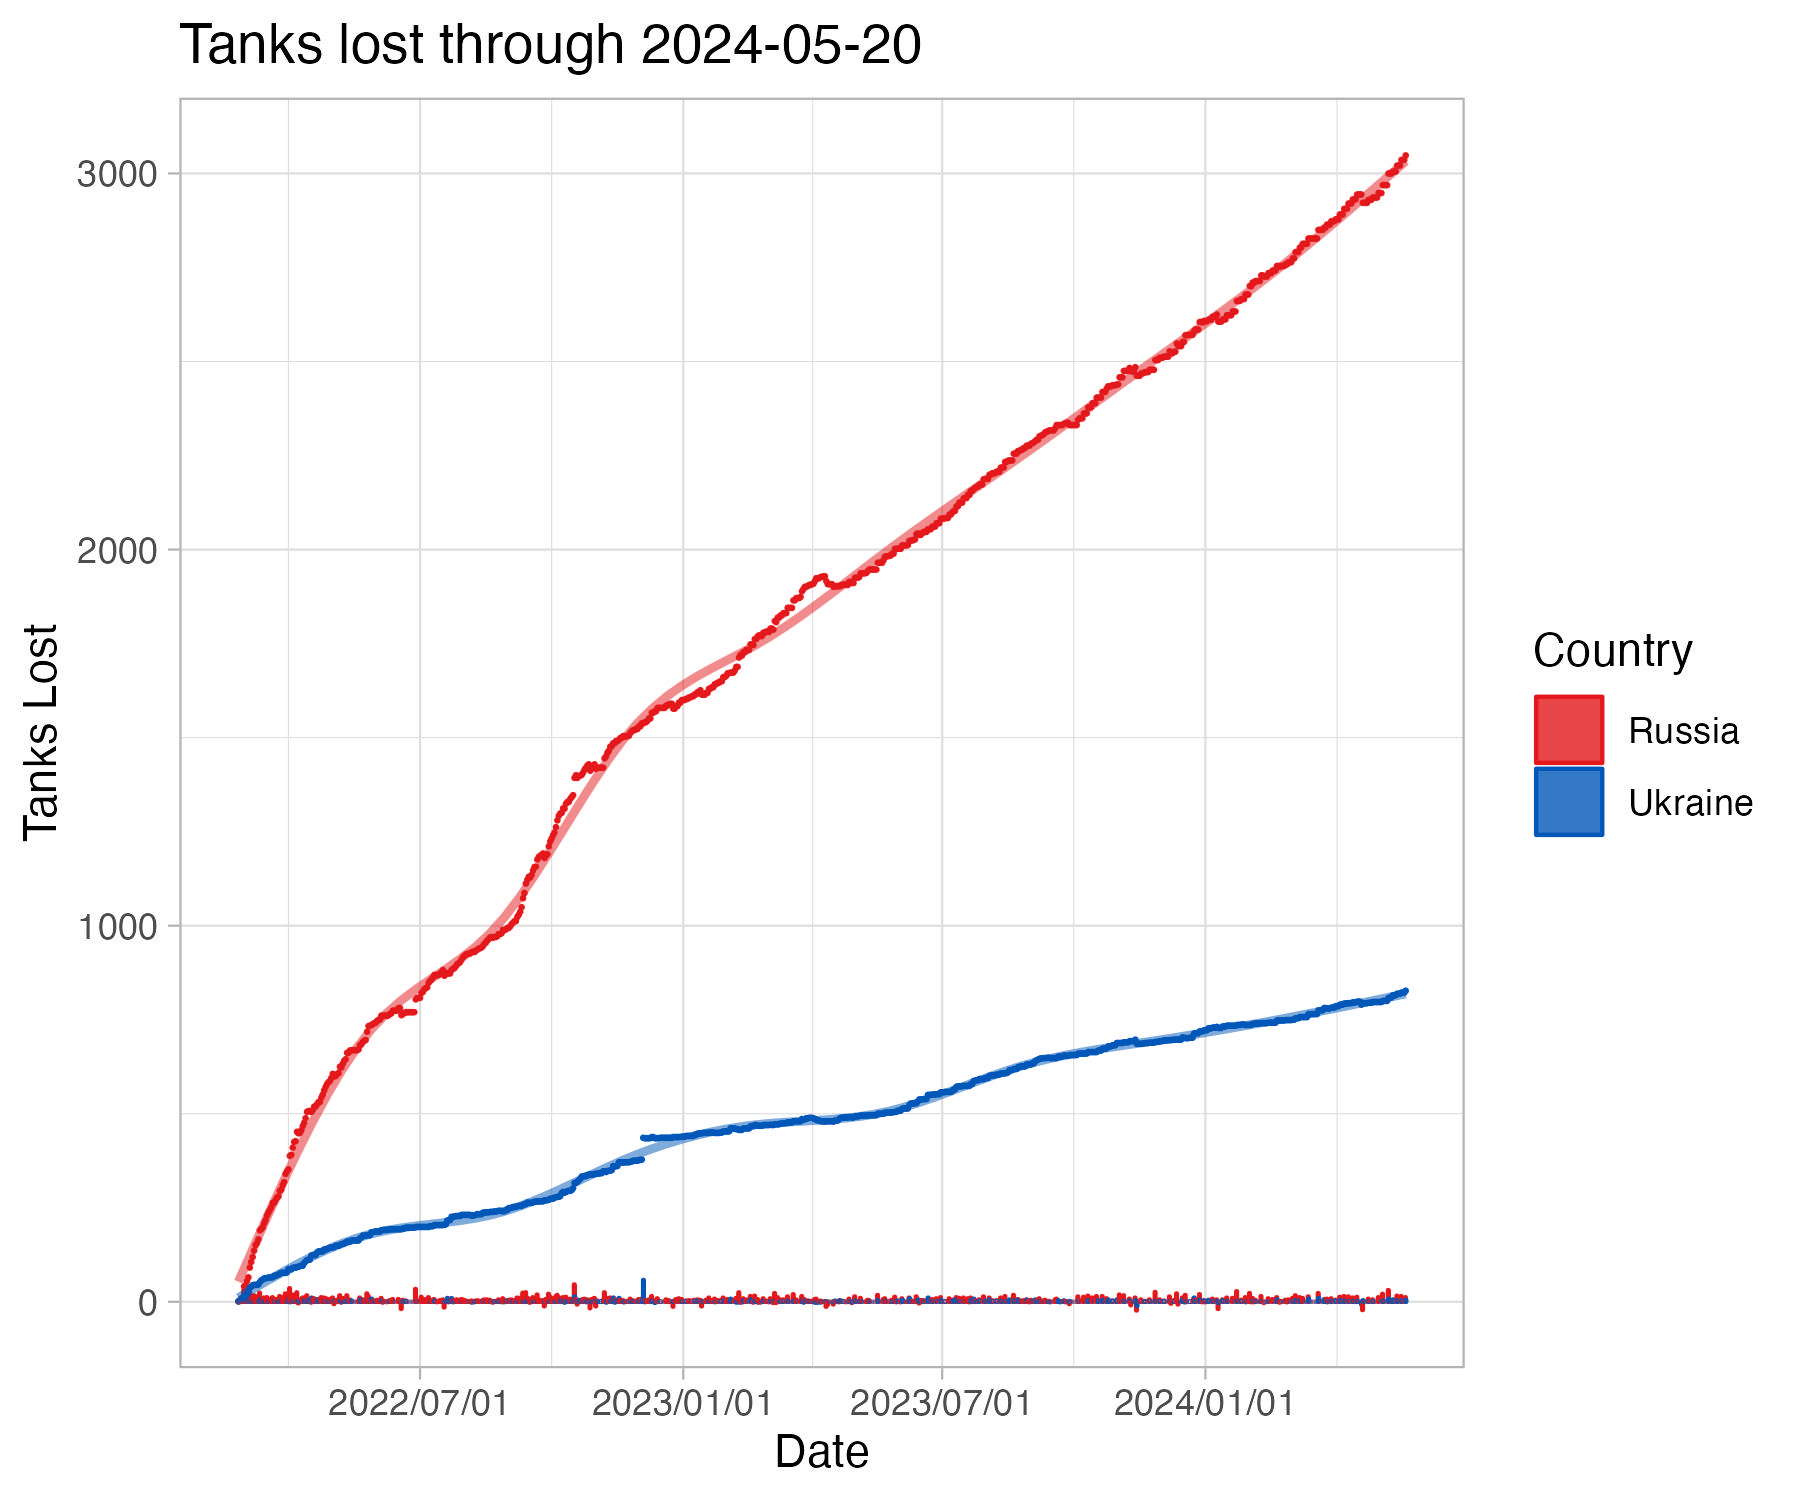 Tanks lost through 2024-05-20
Tanks Lost
3000
2000
1000
0
2022/07/01
2023/01/01
2023/07/01
2024/01/01
Date
Country
Russia
Ukraine